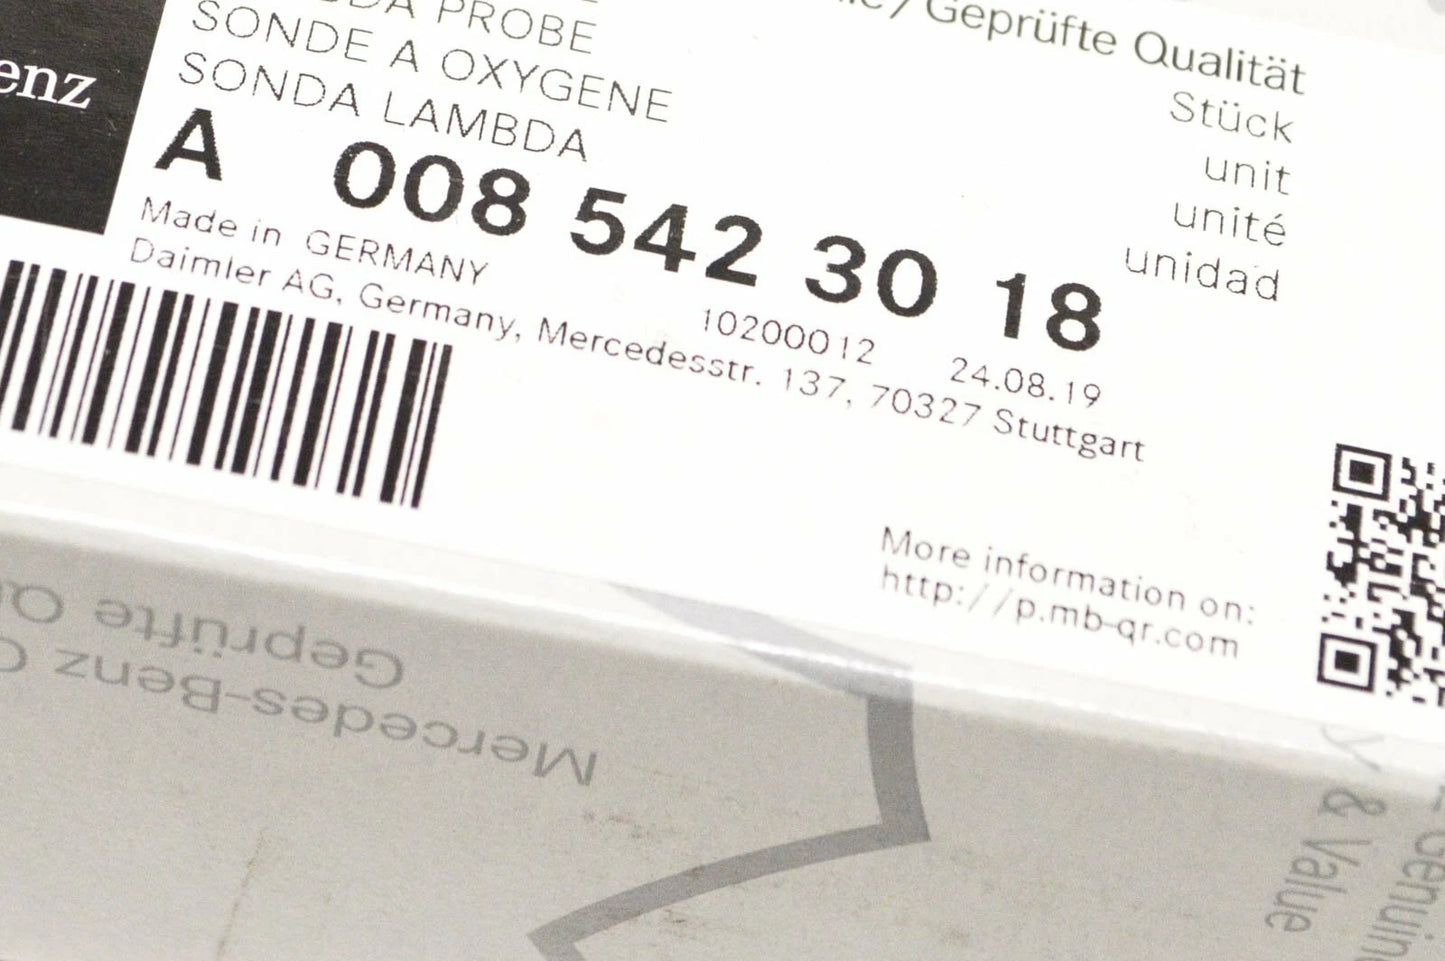 enz
PROBE
SONDE A OXYGENE
SONDA LAMBDA
Geprüfte Qualität
Stück
unit
unité
unidad
A 008 542 30 18
Made in GERMANY
10200012 24.08.19
Daimler AG, Germany, Mercedesstr. 137, 70327 Stuttgart
More information on:
http://p.mb-qr.com
Geprüfte
Mercedes-Benz
y & Value
Genuine